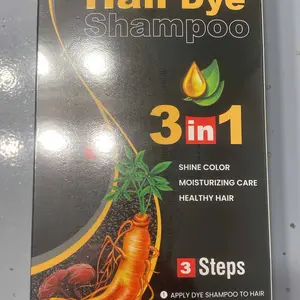 Hair Dye
Shampoo
3 in 1
SHINE COLOR
MOISTURIZING CARE
HEALTHY HAIR
3 Steps
1 APPLY DYE SHAMPOO TO HAIR